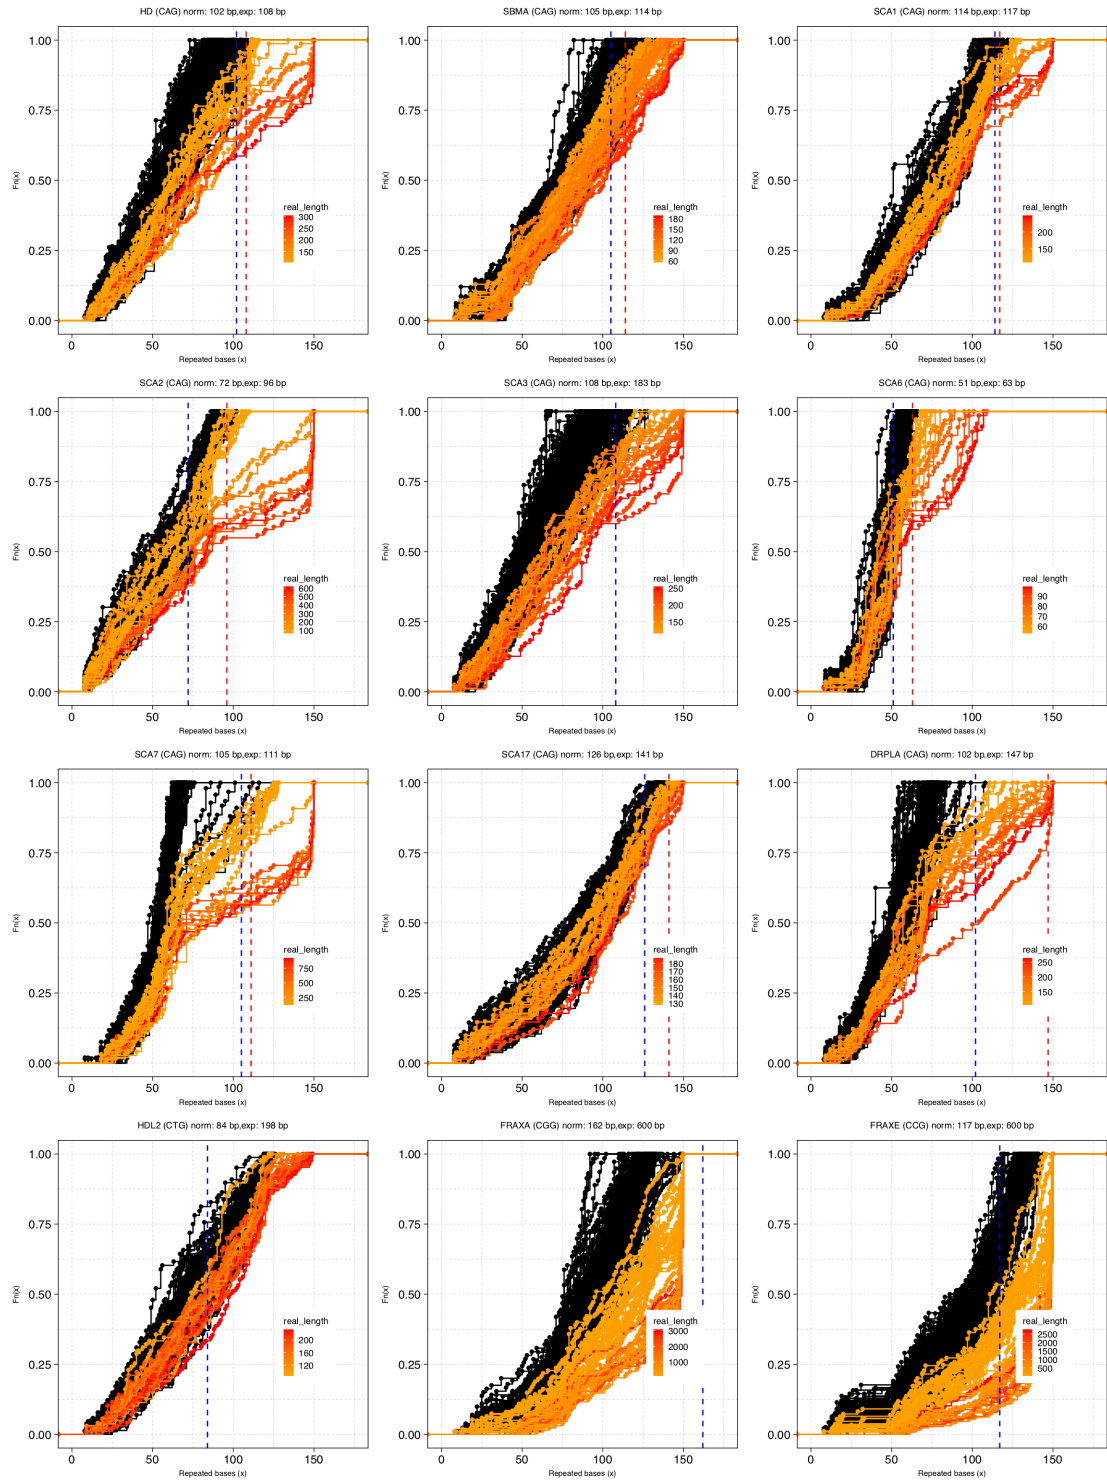 HD (CAG) norm: 102 bp,exp: 108 bp
1.00
0.75
0.50
0.25
0.00
Fn(x)
real_length
300
250
200
150
0 50 100 150
Repeated bases (x)
SBMA (CAG) norm: 105 bp,exp: 114 bp
1.00
0.75
0.50
0.25
0.00
Fn(x)
real_length
180
150
120
90
60
0 50 100 150
Repeated bases (x)
SCA1 (CAG) norm: 114 bp,exp: 117 bp
1.00
0.75
0.50
0.25
0.00
Fn(x)
real_length
200
150
0 50 100 150
Repeated bases (x)
SCA2 (CAG) norm: 72 bp,exp: 96 bp
1.00
0.75
0.50
0.25
0.00
Fn(x)
real_length
600
500
400
300
200
100
0 50 100 150
Repeated bases (x)
SCA3 (CAG) norm: 108 bp,exp: 183 bp
1.00
0.75
0.50
0.25
0.00
Fn(x)
real_length
250
200
150
0 50 100 150
Repeated bases (x)
SCA6 (CAG) norm: 51 bp,exp: 63 bp
1.00
0.75
0.50
0.25
0.00
Fn(x)
real_length
90
80
70
60
0 50 100 150
Repeated bases (x)
SCA7 (CAG) norm: 105 bp,exp: 111 bp
1.00
0.75
0.50
0.25
0.00
Fn(x)
real_length
750
500
250
0 50 100 150
Repeated bases (x)
SCA17 (CAG) norm: 126 bp,exp: 141 bp
1.00
0.75
0.50
0.25
0.00
Fn(x)
real_length
180
170
160
150
140
130
0 50 100 150
Repeated bases (x)
DRPLA (CAG) norm: 102 bp,exp: 147 bp
1.00
0.75
0.50
0.25
0.00
Fn(x)
real_length
250
200
150
0 50 100 150
Repeated bases (x)
HDL2 (CTG) norm: 84 bp,exp: 198 bp
1.00
0.75
0.50
0.25
0.00
Fn(x)
real_length
200
160
120
0 50 100 150
Repeated bases (x)
FRAXA (CGG) norm: 162 bp,exp: 600 bp
1.00
0.75
0.50
0.25
0.00
Fn(x)
real_length
3000
2000
1000
0 50 100 150
Repeated bases (x)
FRAXE (CCG) norm: 117 bp,exp: 600 bp
1.00
0.75
0.50
0.25
0.00
Fn(x)
real_length
2500
2000
1500
1000
500
0 50 100 150
Repeated bases (x)